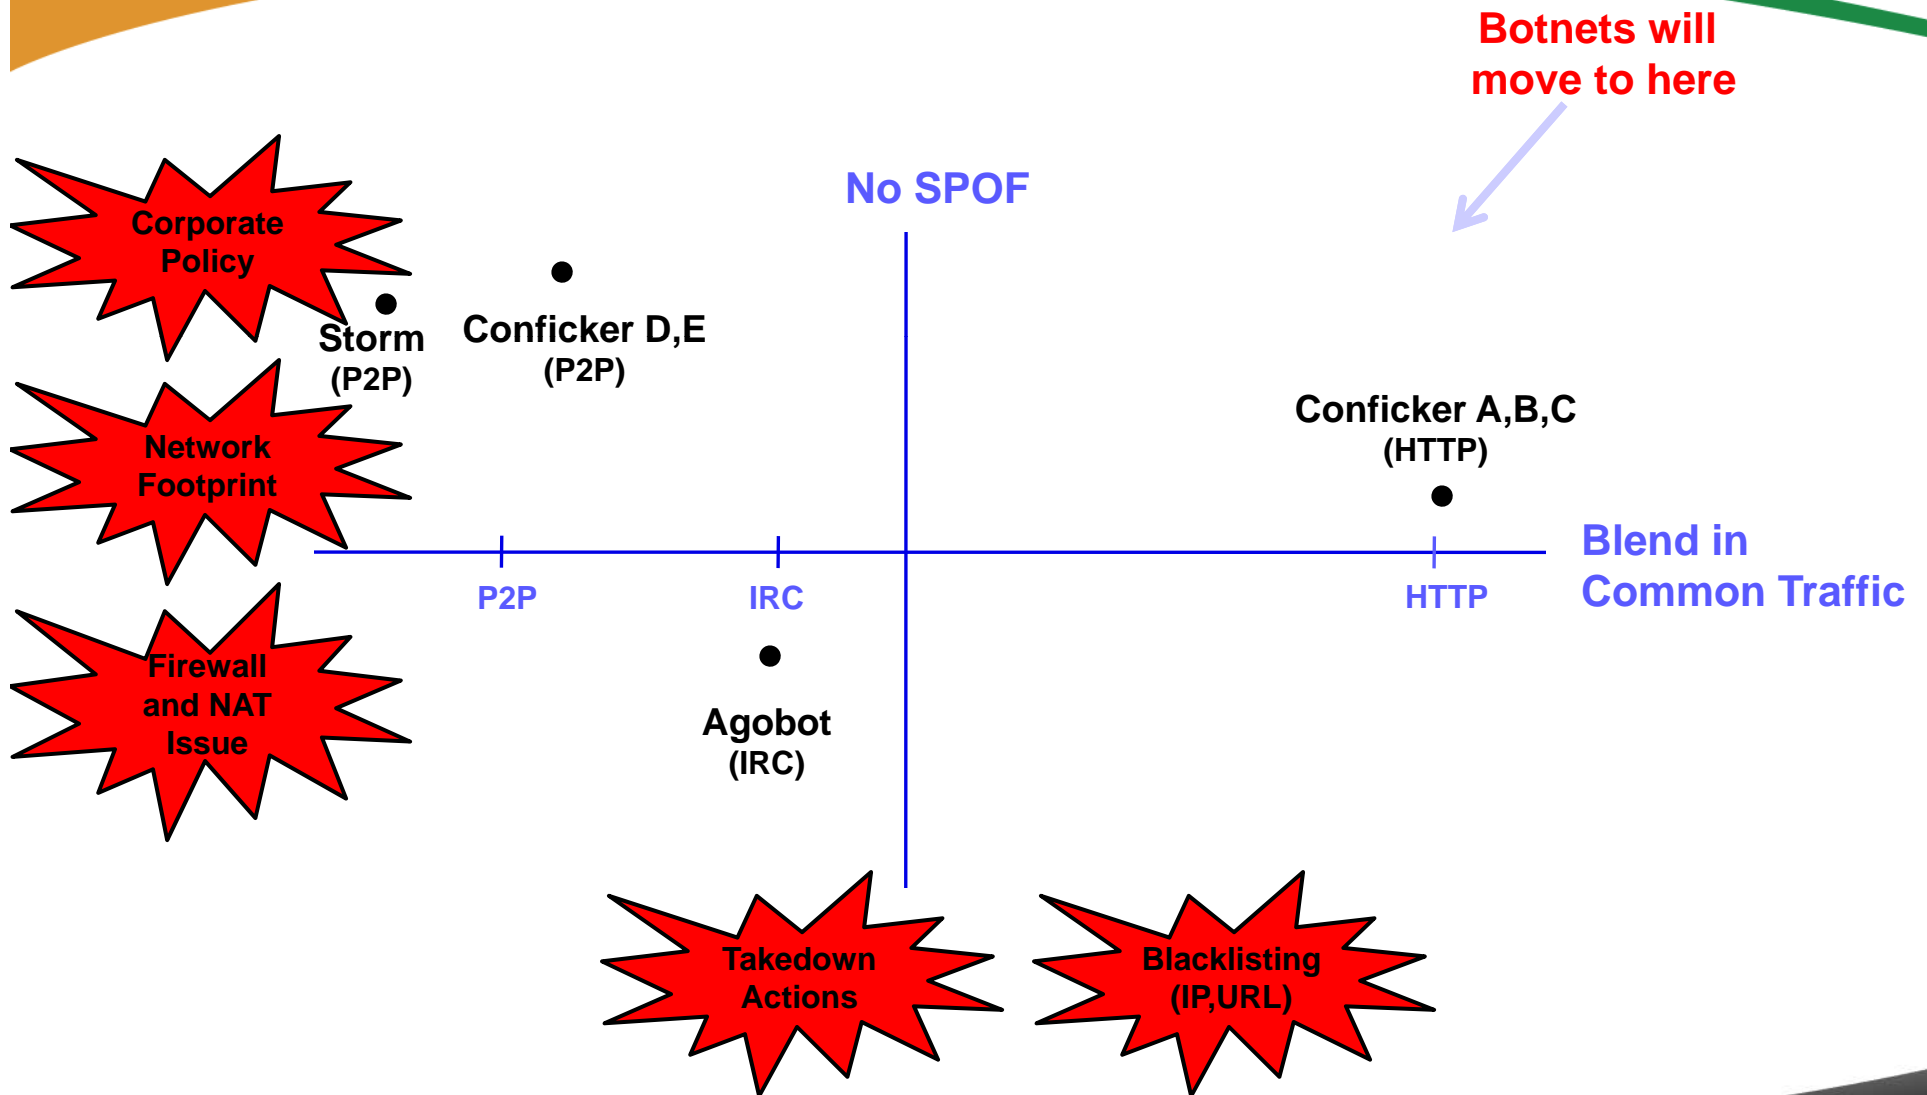 Botnets will
move to here
No SPOF
Corporate
Policy
Storm
(P2P)
Conficker D,E
(P2P)
Conficker A,B,C
(HTTP)
Network
Footprint
Blend in
Common Traffic
P2P
IRC
HTTP
Firewall
and NAT
Issue
Agobot
(IRC)
Takedown
Actions
Blacklisting
(IP,URL)